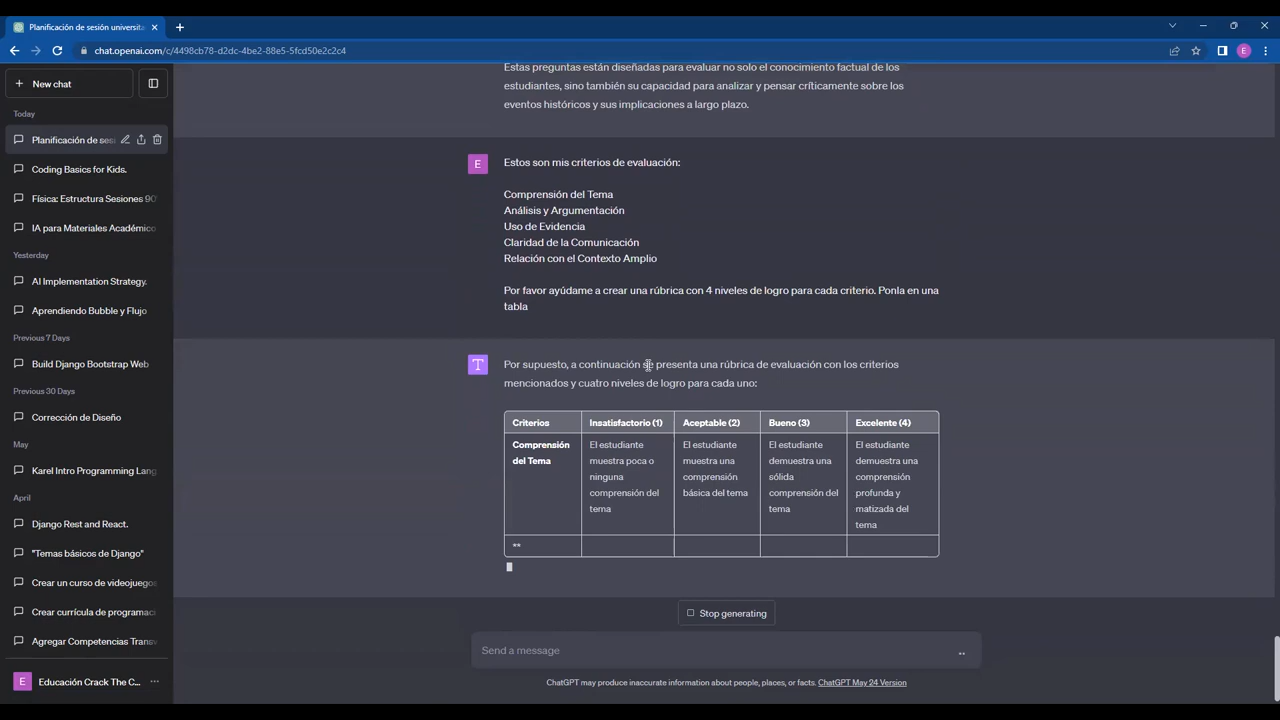 Planificación de sesión universita
chat.openai.com/c/4498cb78-d2dc-4be2-88e5-5fcd50e2c2c4
E
New chat
Today
Planificación de sesi
Coding Basics for Kids.
Física: Estructura Sesiones 90'
IA para Materiales Académico
Yesterday
AI Implementation Strategy.
Aprendiendo Bubble y Flujo
Previous 7 Days
Build Django Bootstrap Web
Previous 30 Days
Corrección de Diseño
May
Karel Intro Programming Lang
April
Django Rest and React.
"Temas básicos de Django"
Crear un curso de videojuegos
Crear currícula de programaci
Agregar Competencias Transv
E
Educación Crack The C...
Estas preguntas están diseñadas para evaluar no solo el conocimiento factual de los
estudiantes, sino también su capacidad para analizar y pensar críticamente sobre los
eventos históricos y sus implicaciones a largo plazo.
E
Estos son mis criterios de evaluación:
Comprensión del Tema
Análisis y Argumentación
Uso de Evidencia
Claridad de la Comunicación
Relación con el Contexto Amplio
Por favor ayúdame a crear una rúbrica con 4 niveles de logro para cada criterio. Ponla en una
tabla
T
Por supuesto, a continuación se presenta una rúbrica de evaluación con los criterios
mencionados y cuatro niveles de logro para cada uno:
Criterios Insatisfactorio (1) Aceptable (2) Bueno (3) Excelente (4)
Comprensión El estudiante El estudiante El estudiante El estudiante
del Tema muestra poca o muestra una demuestra una demuestra una
ninguna comprensión sólida comprensión
comprensión del básica del tema comprensión del profunda y
tema tema matizada del
tema
**
Stop generating
Send a message
ChatGPT may produce inaccurate information about people, places, or facts. ChatGPT May 24 Version